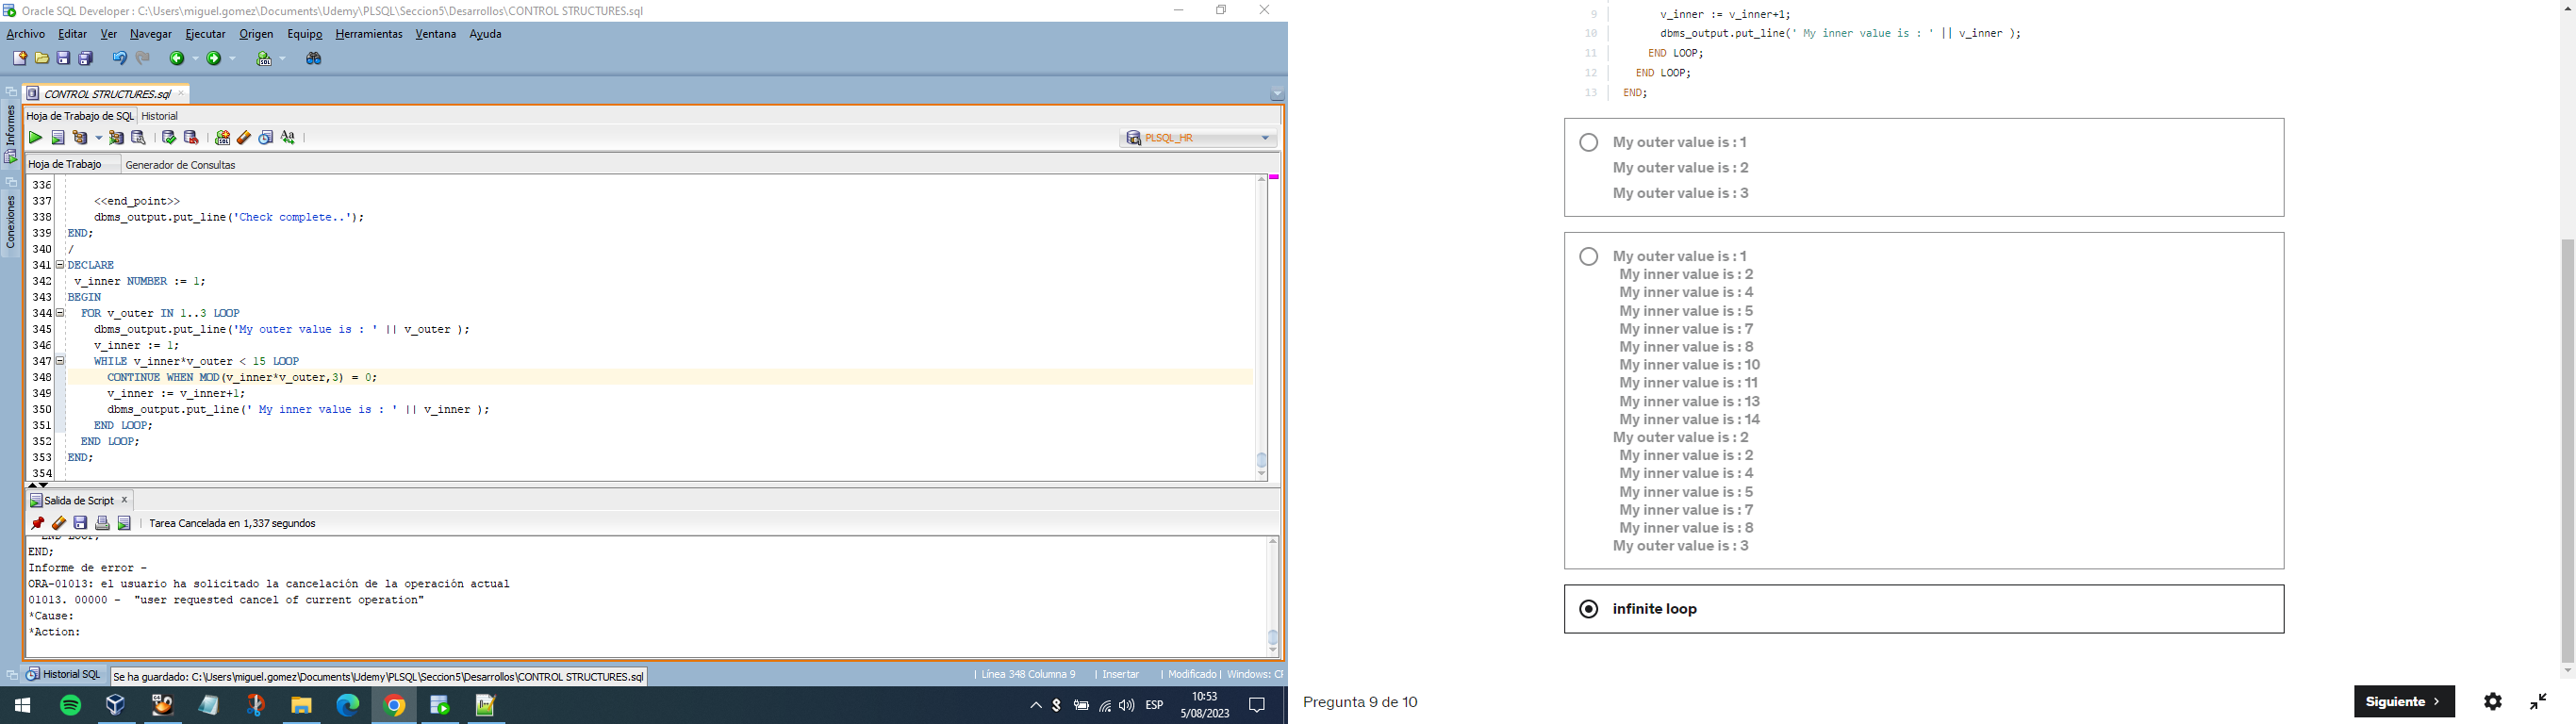 Oracle SQL Developer : C:\Users\miguel.gomez\Documents\Udemy\PLSQL\Seccion5\Desarrollos\CONTROL STRUCTURES.sql
Archivo Editar Ver Navegar Ejecutar Origen Equipo Herramientas Ventana Ayuda
CONTROL STRUCTURES.sql
Informes
Conexiones
Hoja de Trabajo de SQL Historial
PLSQL_HR
Hoja de Trabajo Generador de Consultas
336
337 <<end_point>>
338 dbms_output.put_line('Check complete..');
339 END;
340 /
341 DECLARE
342 v_inner NUMBER := 1;
343 BEGIN
344 FOR v_outer IN 1..3 LOOP
345 dbms_output.put_line('My outer value is : ' || v_outer );
346 v_inner := 1;
347 WHILE v_inner*v_outer < 15 LOOP
348 CONTINUE WHEN MOD(v_inner*v_outer,3) = 0;
349 v_inner := v_inner+1;
350 dbms_output.put_line(' My inner value is : ' || v_inner );
351 END LOOP;
352 END LOOP;
353 END;
354
Salida de Script x
Tarea Cancelada en 1,337 segundos
END LOOP;
END;
Informe de error -
ORA-01013: el usuario ha solicitado la cancelación de la operación actual
01013. 00000 - "user requested cancel of current operation"
*Cause:
*Action:
Historial SQL Se ha guardado: C:\Users\miguel.gomez\Documents\Udemy\PLSQL\Seccion5\Desarrollos\CONTROL STRUCTURES.sql
Línea 348 Columna 9 | Insertar | Modificado | Windows: CF
ESP
10:53
5/08/2023
9 v_inner := v_inner+1;
10 dbms_output.put_line(' My inner value is : ' || v_inner );
11 END LOOP;
12 END LOOP;
13 END;
My outer value is : 1
My outer value is : 2
My outer value is : 3
My outer value is : 1
My inner value is : 2
My inner value is : 4
My inner value is : 5
My inner value is : 7
My inner value is : 8
My inner value is : 10
My inner value is : 11
My inner value is : 13
My inner value is : 14
My outer value is : 2
My inner value is : 2
My inner value is : 4
My inner value is : 5
My inner value is : 7
My inner value is : 8
My outer value is : 3
infinite loop
Pregunta 9 de 10
Siguiente >